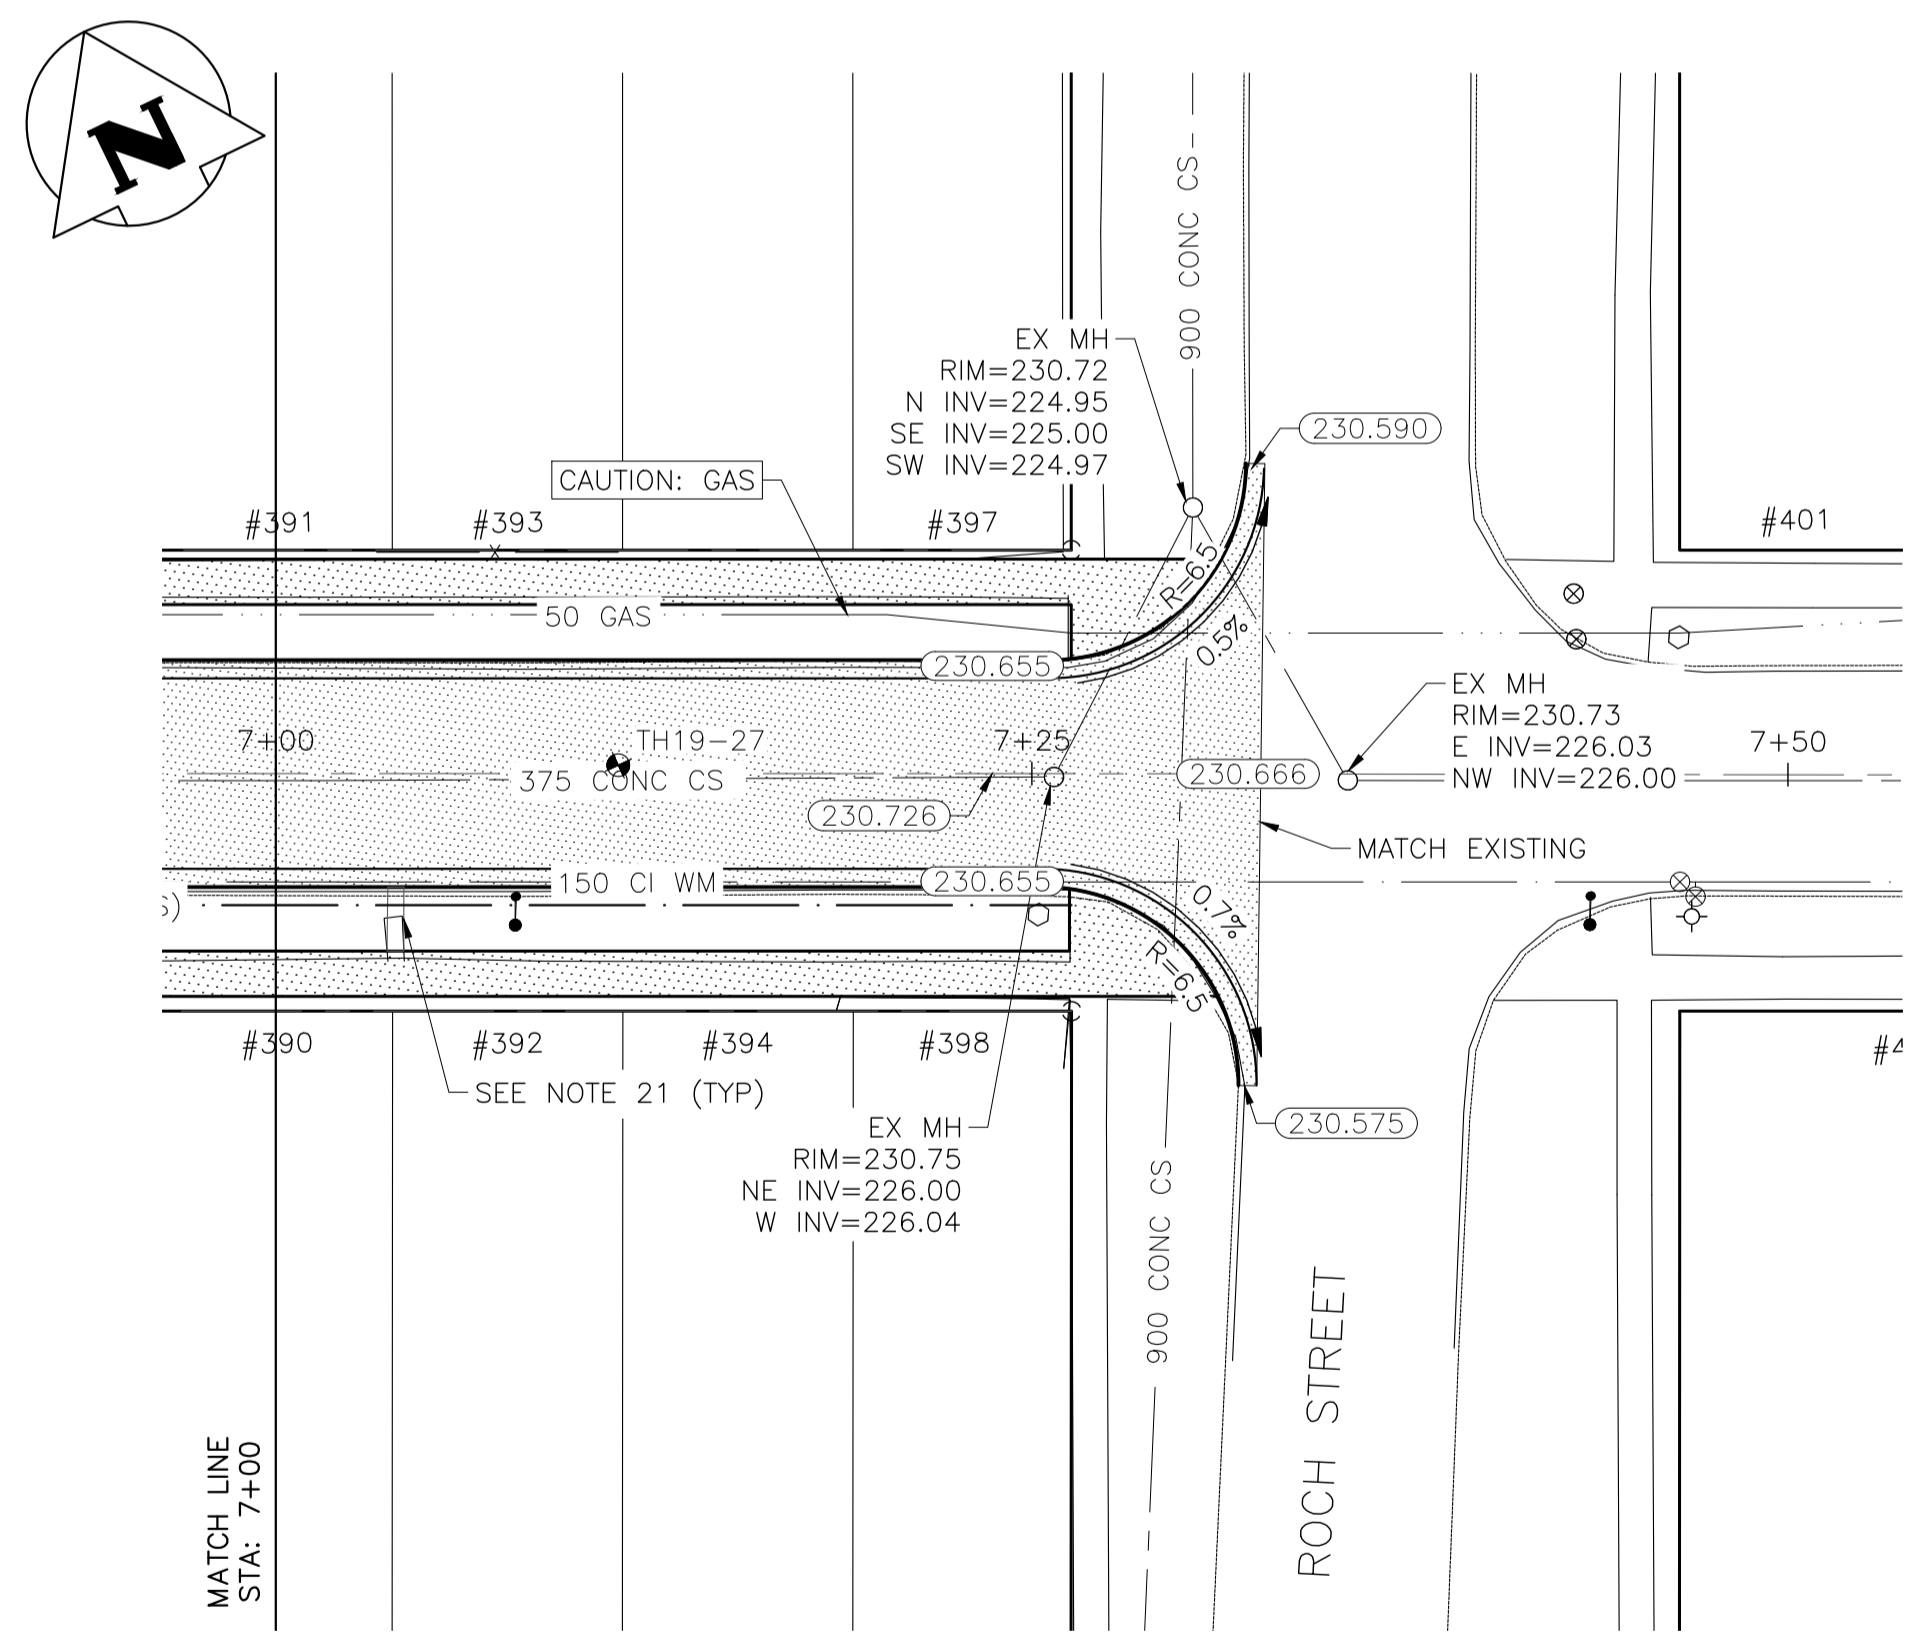 N
900 CONC CS
EX MH
RIM=230.72
N INV=224.95
SE INV=225.00
SW INV=224.97
230.590
CAUTION: GAS
#391
#393
#397
#401
R=6.5
50 GAS
0.5%
230.655
EX MH
RIM=230.73
E INV=226.03
NW INV=226.00
7+00
TH19-27
7+25
7+50
375 CONC CS
230.666
230.726
MATCH EXISTING
150 CI WM
230.655
0.7%
S)
R=6.5
#390
#392
#394
#398
#4
SEE NOTE 21 (TYP)
230.575
EX MH
RIM=230.75
NE INV=226.00
W INV=226.04
900 CONC CS
ROCH STREET
MATCH LINE
STA: 7+00